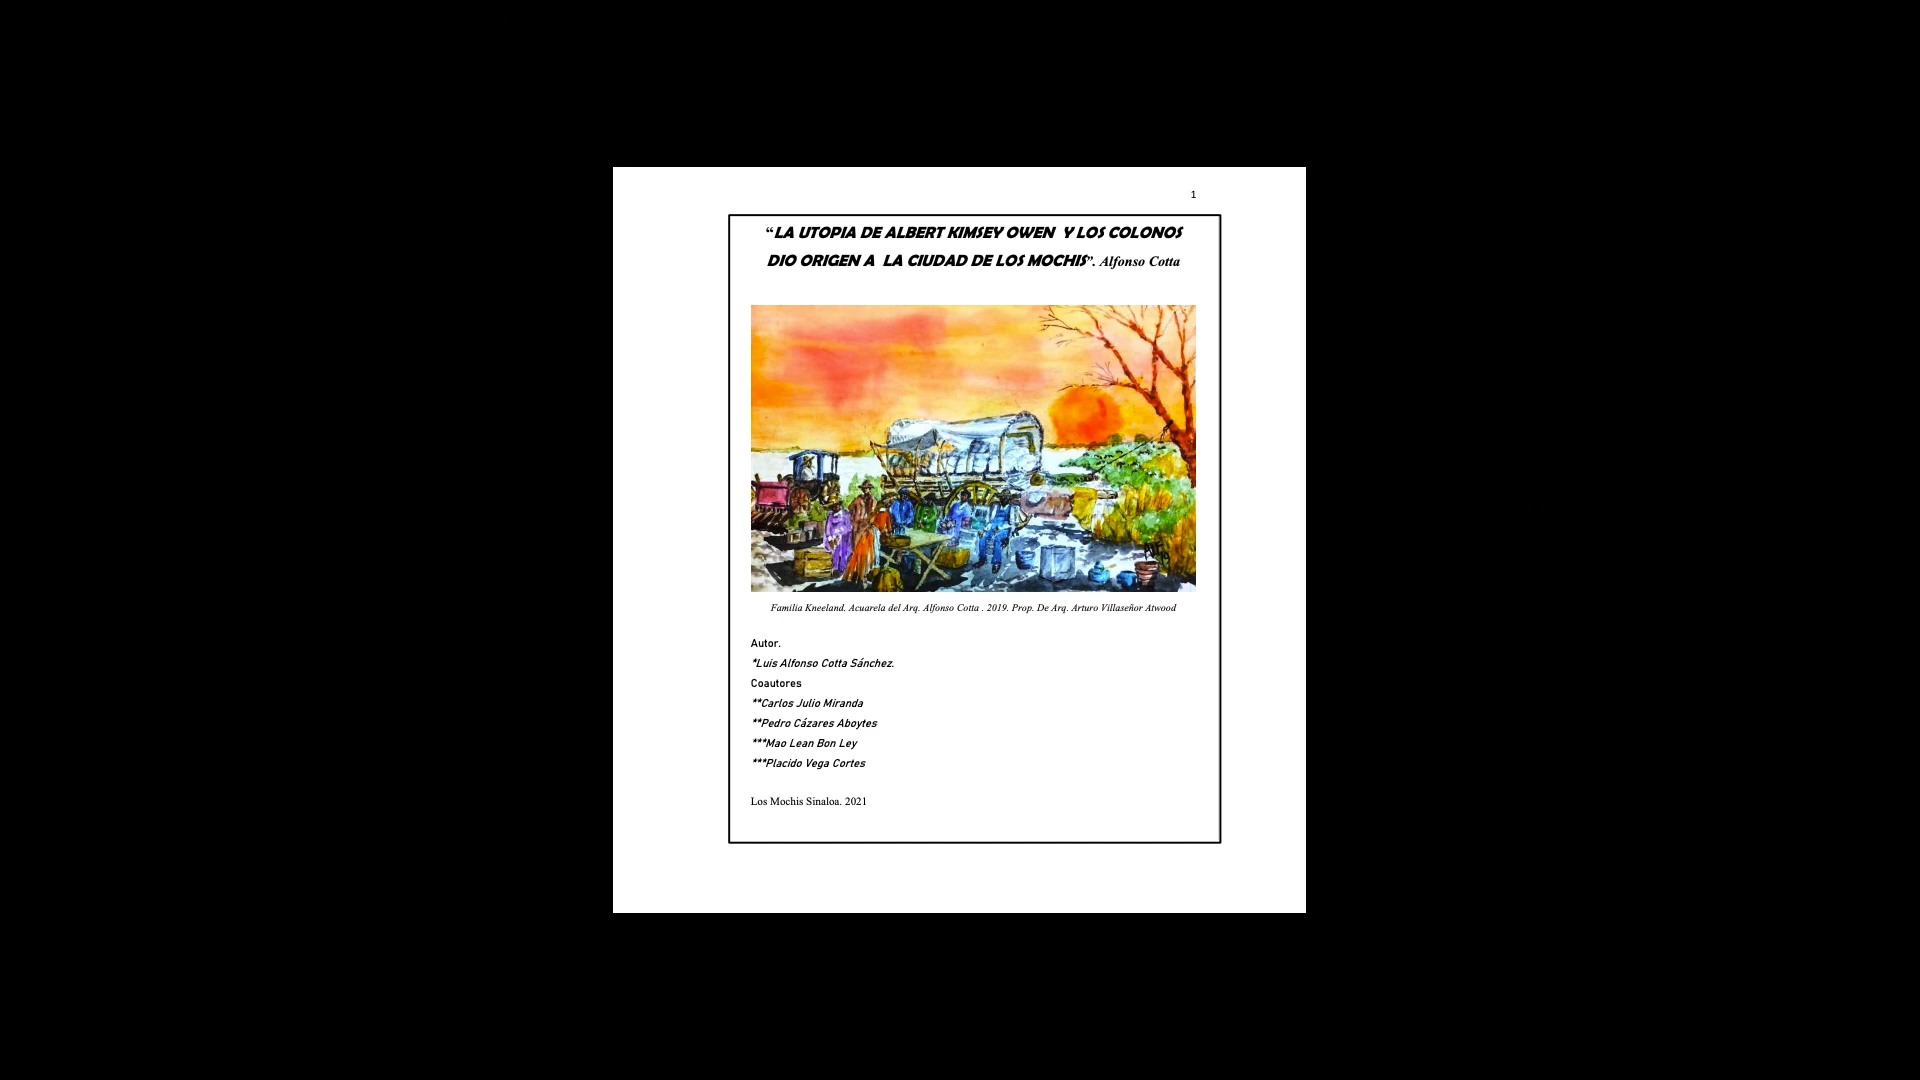 1
“LA UTOPIA DE ALBERT KIMSEY OWEN Y LOS COLONOS
DIO ORIGEN A LA CIUDAD DE LOS MOCHIS”. Alfonso Cotta
Familia Kneeland. Acuarela del Arq. Alfonso Cotta . 2019. Prop. De Arq. Arturo Villaseñor Atwood
Autor.
*Luis Alfonso Cotta Sánchez.
Coautores
**Carlos Julio Miranda
**Pedro Cázares Aboytes
***Mao Lean Bon Ley
***Placido Vega Cortes
Los Mochis Sinaloa. 2021